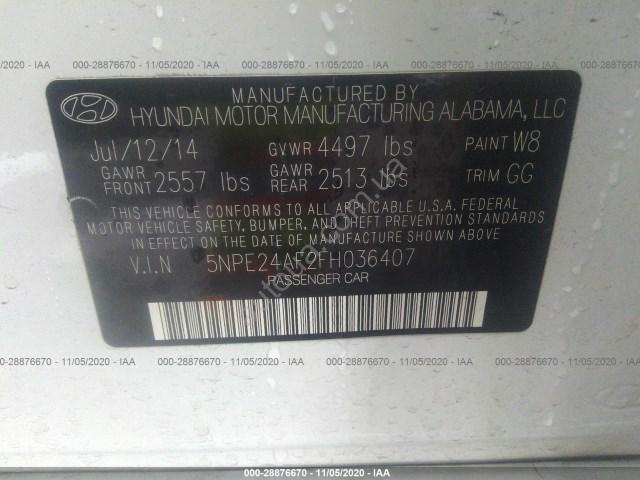 000-28876670 - 11/05/2020 - IAA
MANUFACTURED BY
HYUNDAI MOTOR MANUFACTURING ALABAMA, LLC
Jul/12/14 GVWR 4497 lbs PAINT W8
GAWR FRONT 2557 lbs GAWR REAR 2513 lbs TRIM GG
THIS VEHICLE CONFORMS TO ALL APPLICABLE U.S.A. FEDERAL
MOTOR VEHICLE SAFETY, BUMPER, AND THEFT PREVENTION STANDARDS
IN EFFECT ON THE DATE OF MANUFACTURE SHOWN ABOVE.
V.I.N 5NPE24AF2FH036407
PASSENGER CAR
000-28876670 - 11/05/2020 - IAA
000-28876670 - 11/05/2020 - IAA